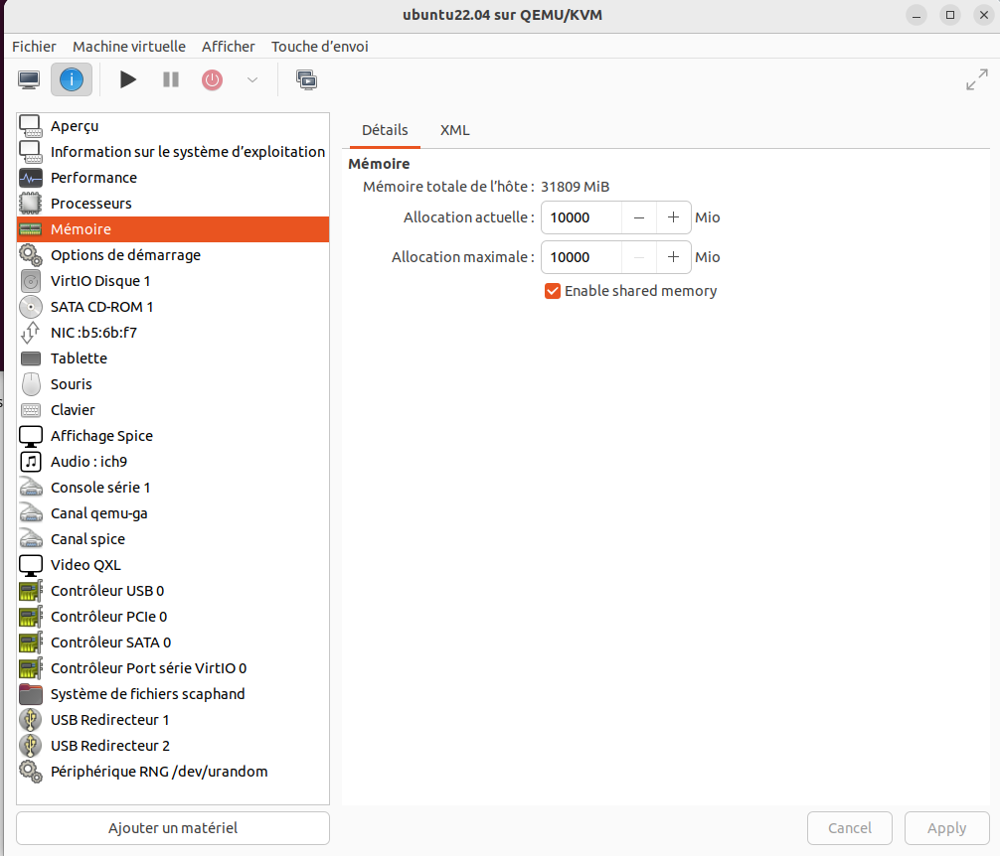 ubuntu22.04 sur QEMU/KVM
Fichier Machine virtuelle Afficher Touche d'envoi
Aperçu
Information sur le système d'exploitation
Performance
Processeurs
Mémoire
Options de démarrage
VirtIO Disque 1
SATA CD-ROM 1
NIC :b5:6b:f7
Tablette
Souris
Clavier
Affichage Spice
Audio : ich9
Console série 1
Canal qemu-ga
Canal spice
Video QXL
Contrôleur USB 0
Contrôleur PCIe 0
Contrôleur SATA 0
Contrôleur Port série VirtIO 0
Système de fichiers scaphand
USB Redirecteur 1
USB Redirecteur 2
Périphérique RNG /dev/urandom
Ajouter un matériel
Détails XML
Mémoire
Mémoire totale de l'hôte : 31809 MiB
Allocation actuelle : 10000 − + Mio
Allocation maximale : 10000 − + Mio
Enable shared memory
Cancel Apply